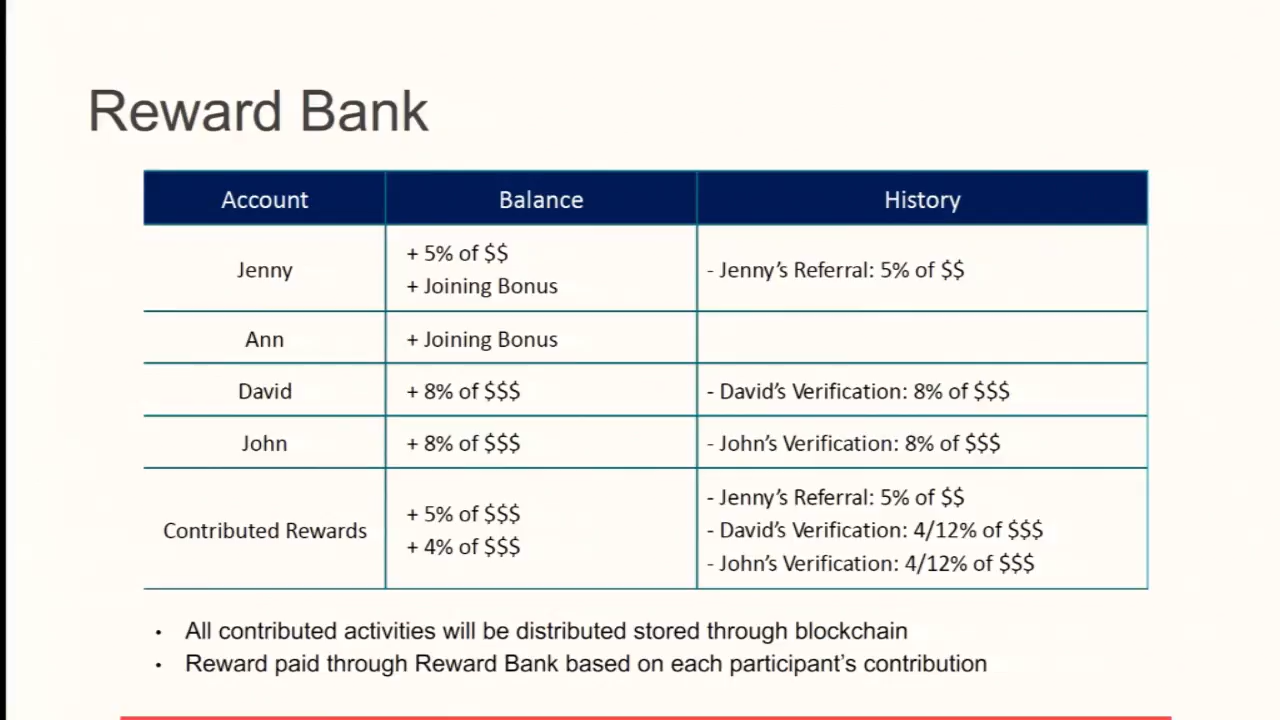 Reward Bank
Account Balance History
Jenny
+ 5% of $$
+ Joining Bonus
- Jenny’s Referral: 5% of $$
Ann
+ Joining Bonus
David
+ 8% of $$$
- David’s Verification: 8% of $$$
John
+ 8% of $$$
- John’s Verification: 8% of $$$
Contributed Rewards
+ 5% of $$$
+ 4% of $$$
- Jenny’s Referral: 5% of $$
- David’s Verification: 4/12% of $$$
- John’s Verification: 4/12% of $$$
• All contributed activities will be distributed stored through blockchain
• Reward paid through Reward Bank based on each participant’s contribution